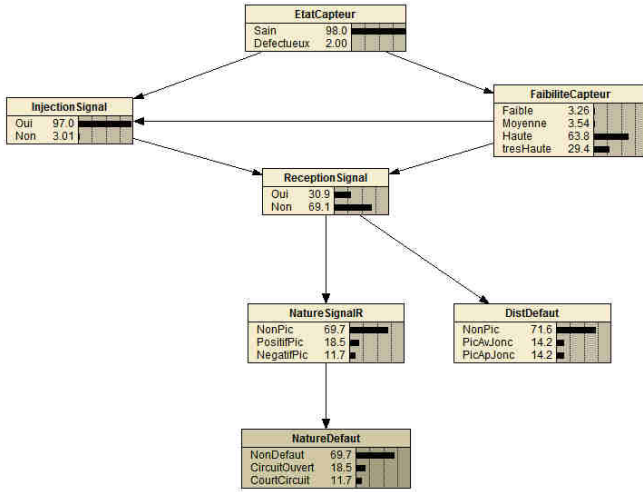 EtatCapteur
Sain 98.0
Defectueux 2.00
InjectionSignal
Oui 97.0
Non 3.01
FaibiliteCapteur
Faible 3.26
Moyenne 3.54
Haute 63.8
tresHaute 29.4
ReceptionSignal
Oui 30.9
Non 69.1
NatureSignalR
NonPic 69.7
PositifPic 18.5
NegatifPic 11.7
DistDefaut
NonPic 71.6
PicAvJonc 14.2
PicApJonc 14.2
NatureDefaut
NonDefaut 69.7
CircuitOuvert 18.5
CourtCircuit 11.7